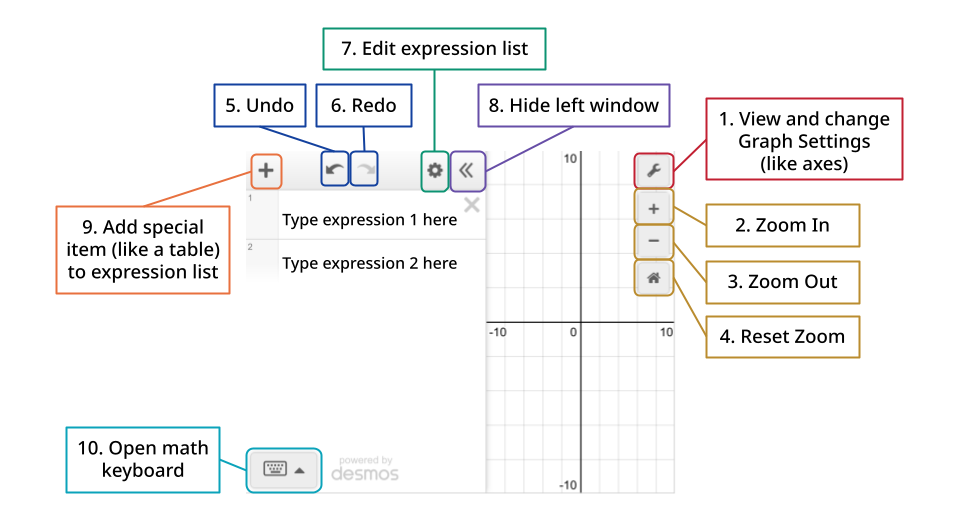 7. Edit expression list
5. Undo
6. Redo
8. Hide left window
1. View and change
Graph Settings
(like axes)
9. Add special
item (like a table)
to expression list
1
Type expression 1 here
2
Type expression 2 here
10
-10
0
10
-10
2. Zoom In
3. Zoom Out
4. Reset Zoom
10. Open math
keyboard
powered by
desmos